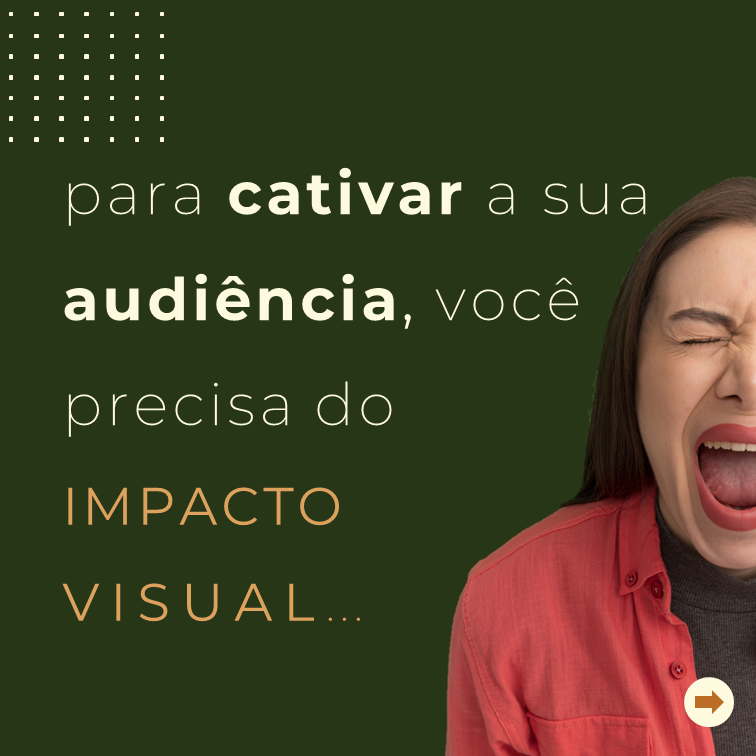 para cativar a sua
audiência, você
precisa do
IMPACTO
VISUAL...